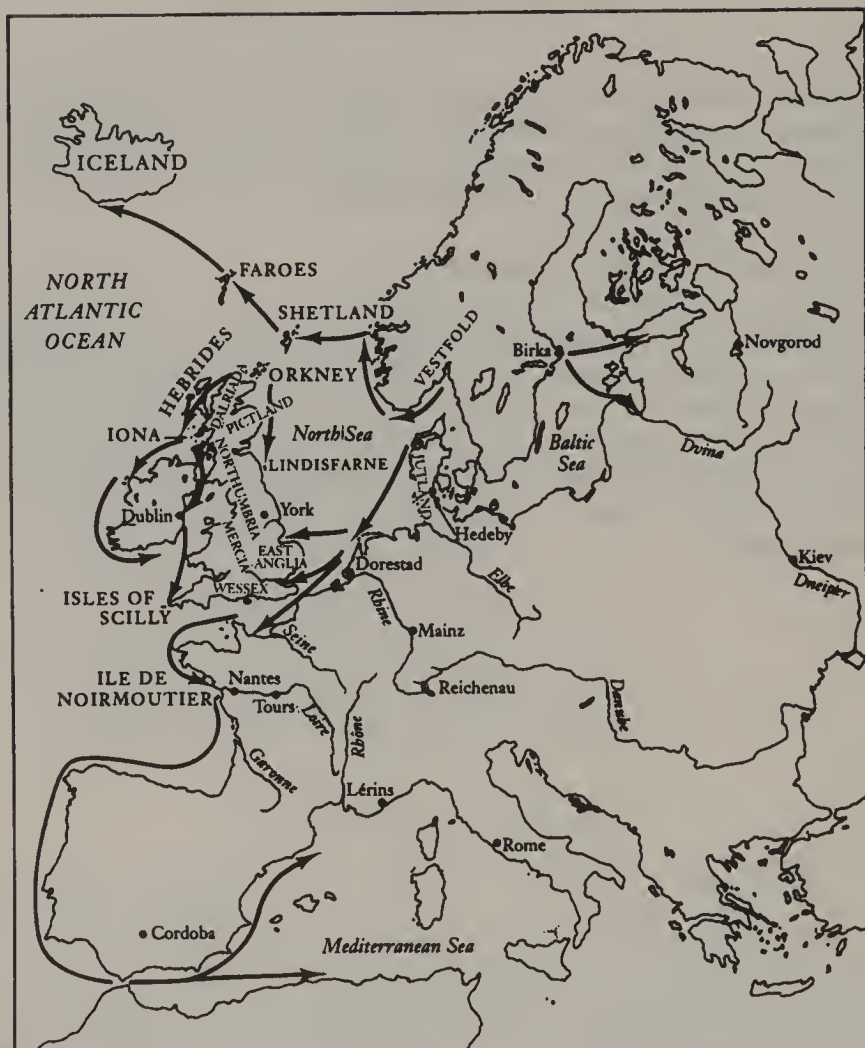 ICELAND
NORTH
ATLANTIC
OCEAN
FAROES
SHETLAND
HEBRIDES
ORKNEY
DALRIADA
PICTLAND
IONA
North Sea
LINDISFARNE
NORTHUMBRIA
Dublin
York
MERCIA
EAST
ANGLIA
WESSEX
ISLES OF
SCILLY
VESTFOLD
JUTLAND
Birka
Novgorod
Baltic
Sea
Dvina
Hedeby
Dorestad
Elbe
Kiev
Dneiper
Rhine
Mainz
Seine
ILE DE
NOIRMOUTIER
Nantes
Tours
Loire
Reichenau
Danube
Rhône
Garonne
Lérins
Rome
Cordoba
Mediterranean Sea